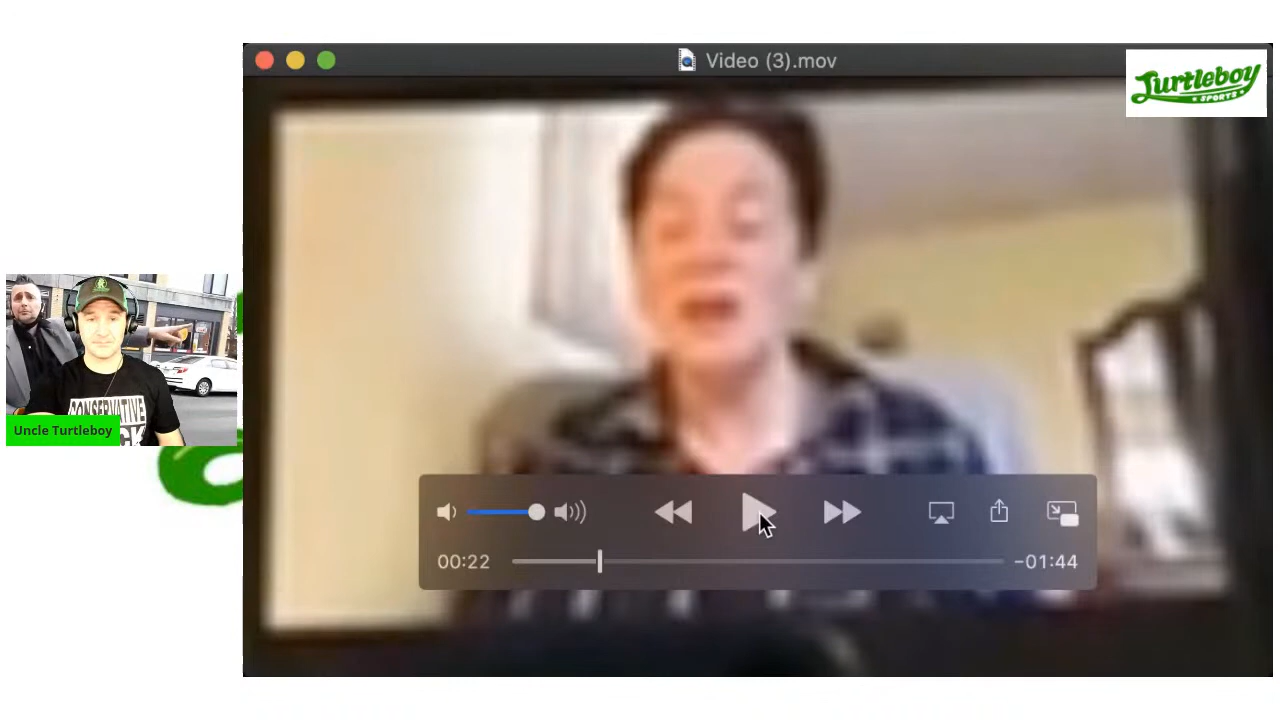 Video (3).mov
Turtleboy
SPORTS
CONSERVATIVE
Uncle Turtleboy
00:22
-01:44